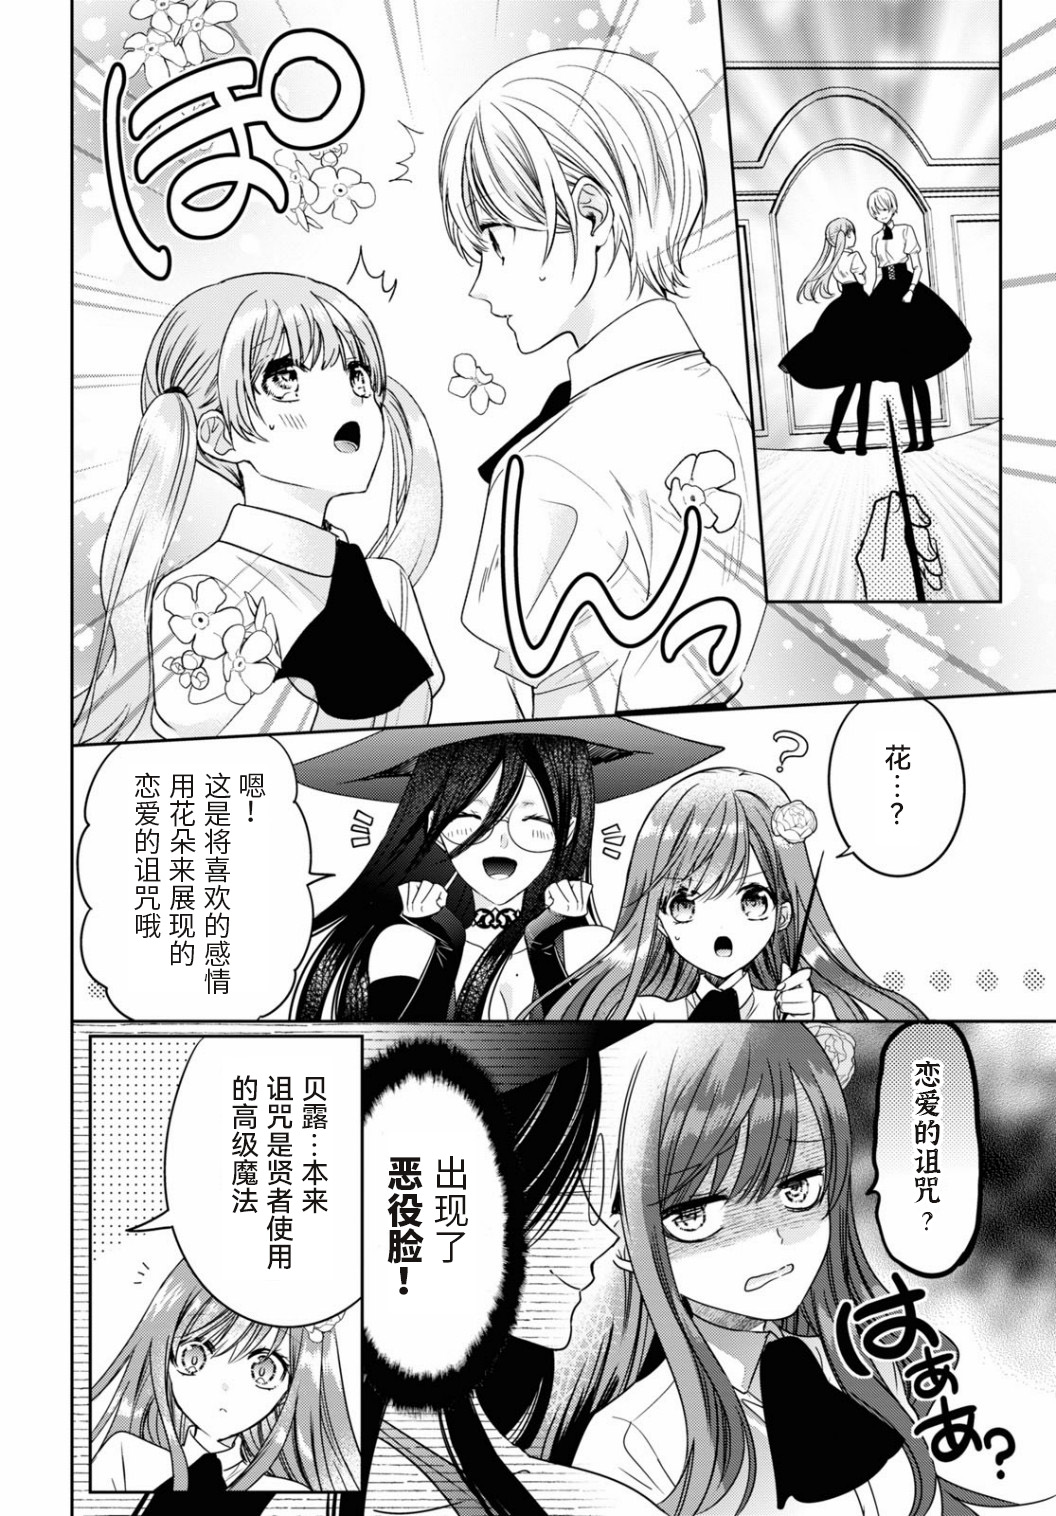 ぽ
んっ
花…？
?
嗯！
这是将喜欢的感情
用花朵来展现的
恋爱的诅咒哦
恋爱的诅咒？
はぁあ？
出现了
恶役脸！
贝露…本来
诅咒是贤者使用
的高级魔法